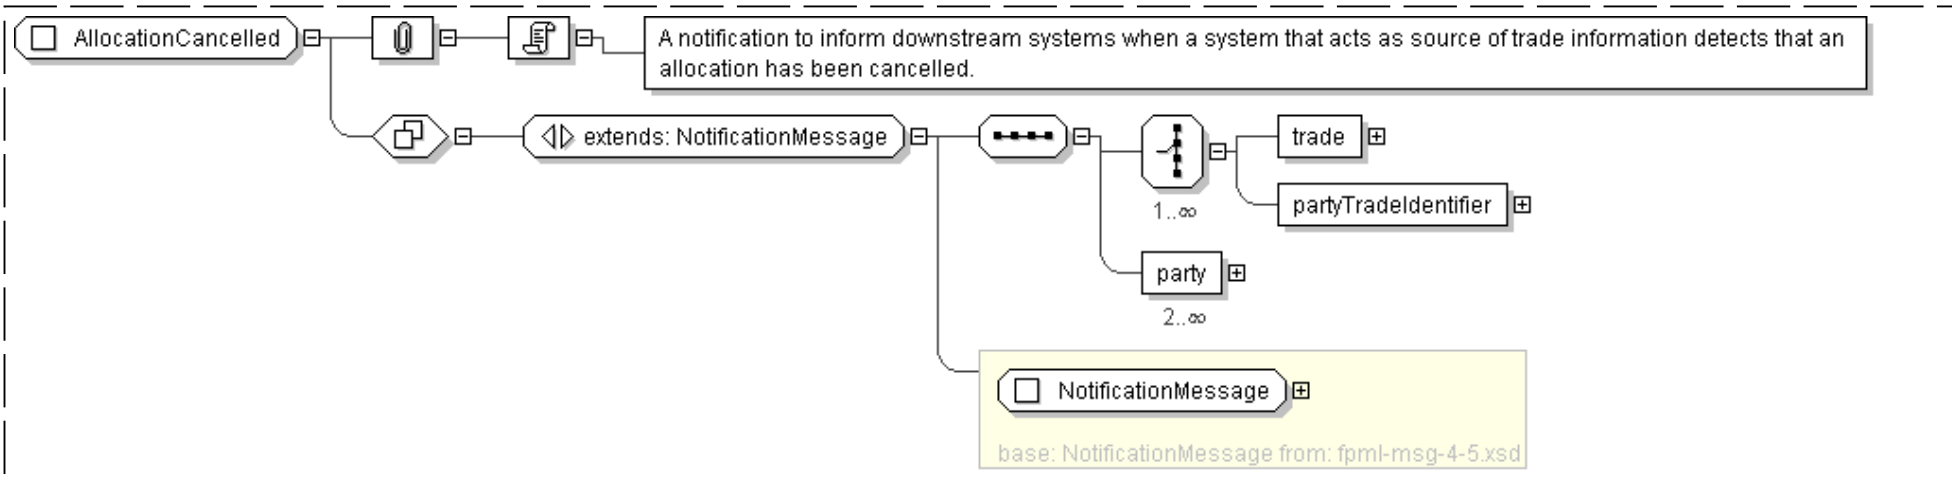 AllocationCancelled
A notification to inform downstream systems when a system that acts as source of trade information detects that an
allocation has been cancelled.
extends: NotificationMessage
trade
1..∞
partyTradeIdentifier
party
2..∞
NotificationMessage
base: NotificationMessage from: fpml-msg-4-5.xsd